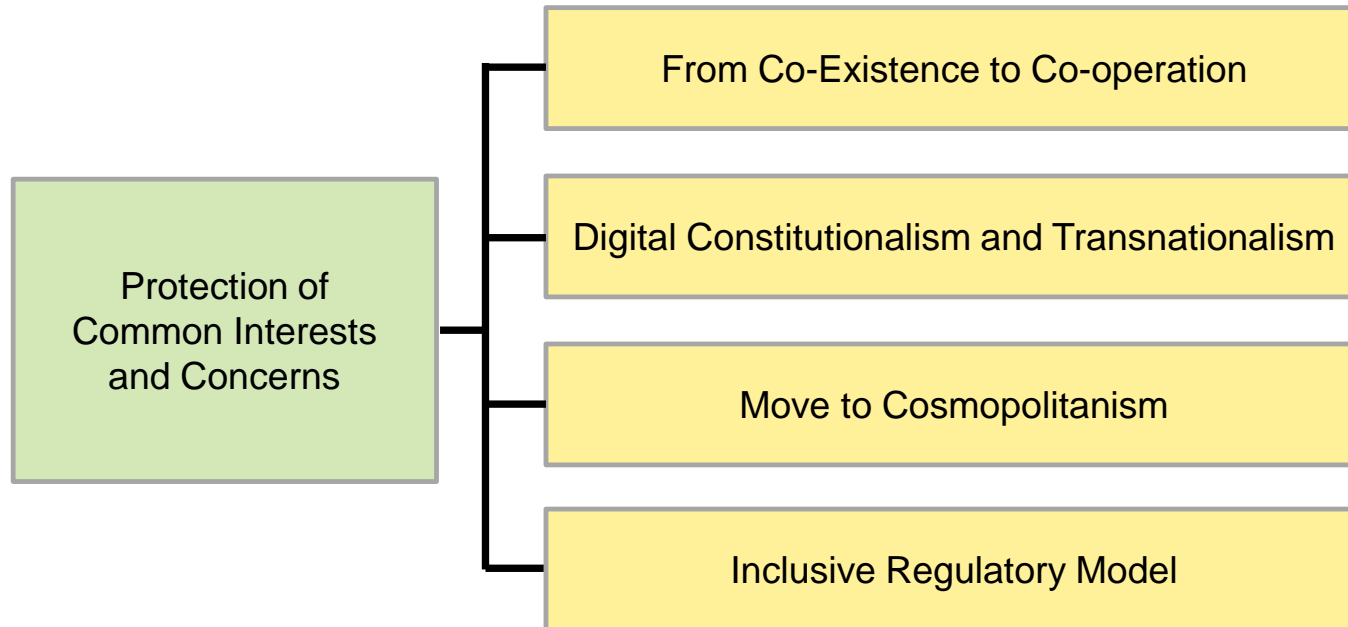 From Co-Existence to Co-operation
Digital Constitutionalism and Transnationalism
Protection of
Common Interests
and Concerns
Move to Cosmopolitanism
Inclusive Regulatory Model